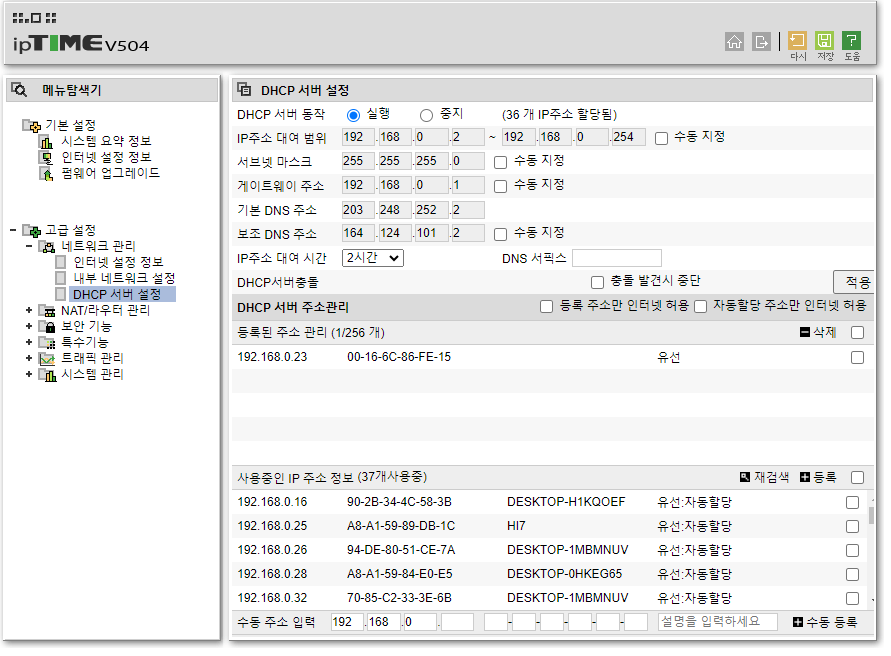 ipTIME V504
다시 저장 도움
메뉴탐색기
기본 설정
시스템 요약 정보
인터넷 설정 정보
펌웨어 업그레이드
고급 설정
네트워크 관리
인터넷 설정 정보
내부 네트워크 설정
DHCP 서버 설정
NAT/라우터 관리
보안 기능
특수기능
트래픽 관리
시스템 관리
DHCP 서버 설정
DHCP 서버 동작 실행 중지 (36 개 IP주소 할당됨)
IP주소 대여 범위 192 .168 .0 .2 ~ 192 .168 .0 .254 수동 지정
서브넷 마스크 255 .255 .255 .0 수동 지정
게이트웨이 주소 192 .168 .0 .1 수동 지정
기본 DNS 주소 203 .248 .252 .2
보조 DNS 주소 164 .124 .101 .2 수동 지정
IP주소 대여 시간 2시간 DNS 서픽스
DHCP서버충돌 충돌 발견시 중단 적용
DHCP 서버 주소관리 등록 주소만 인터넷 허용 자동할당 주소만 인터넷 허용
등록된 주소 관리 (1/256 개) 삭제
192.168.0.23 00-16-6C-86-FE-15 유선
사용중인 IP 주소 정보 (37개사용중) 재검색 등록
192.168.0.16 90-2B-34-4C-58-3B DESKTOP-H1KQOEF 유선:자동할당
192.168.0.25 A8-A1-59-89-DB-1C HI7 유선:자동할당
192.168.0.26 94-DE-80-51-CE-7A DESKTOP-1MBMNUV 유선:자동할당
192.168.0.28 A8-A1-59-84-E0-E5 DESKTOP-0HKEG65 유선:자동할당
192.168.0.32 70-85-C2-33-3E-6B DESKTOP-1MBMNUV 유선:자동할당
수동 주소 입력 192 .168 .0 . - - - - - 설명을 입력하세요 수동 등록